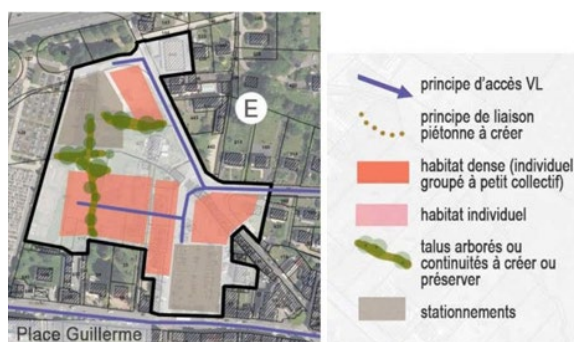 E
Place Guillerme
principe d'accès VL
principe de liaison
piétonne à créer
habitat dense (individuel
groupé à petit collectif)
habitat individuel
talus arborés ou
continuités à créer ou
préserver
stationnements